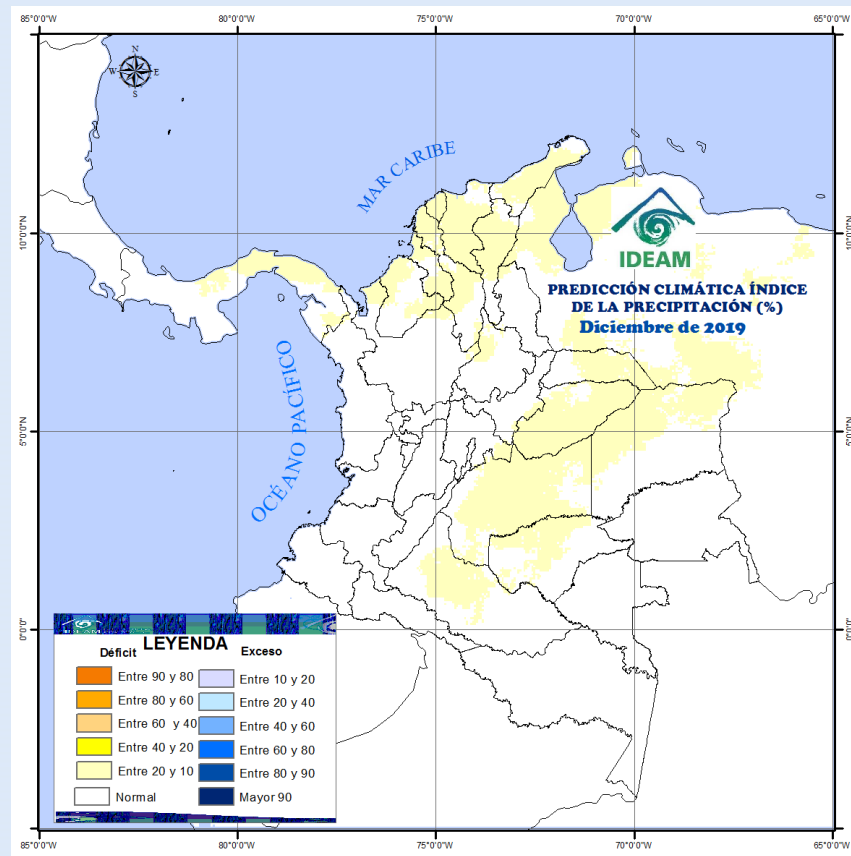 85°0'0"W 80°0'0"W 75°0'0"W 70°0'0"W 65°0'0"W
N
W E
S
MAR CARIBE
10°0'0"N 10°0'0"N
IDEAM
PREDICCIÓN CLIMÁTICA ÍNDICE
DE LA PRECIPITACIÓN (%)
Diciembre de 2019
OCÉANO PACÍFICO
5°0'0"N 5°0'0"N
0°0'0" 0°0'0"
LEYENDA
Déficit Exceso
Entre 90 y 80 Entre 10 y 20
Entre 80 y 60 Entre 20 y 40
Entre 60 y 40 Entre 40 y 60
Entre 40 y 20 Entre 60 y 80
Entre 20 y 10 Entre 80 y 90
Normal Mayor 90
85°0'0"W 80°0'0"W 75°0'0"W 70°0'0"W 65°0'0"W